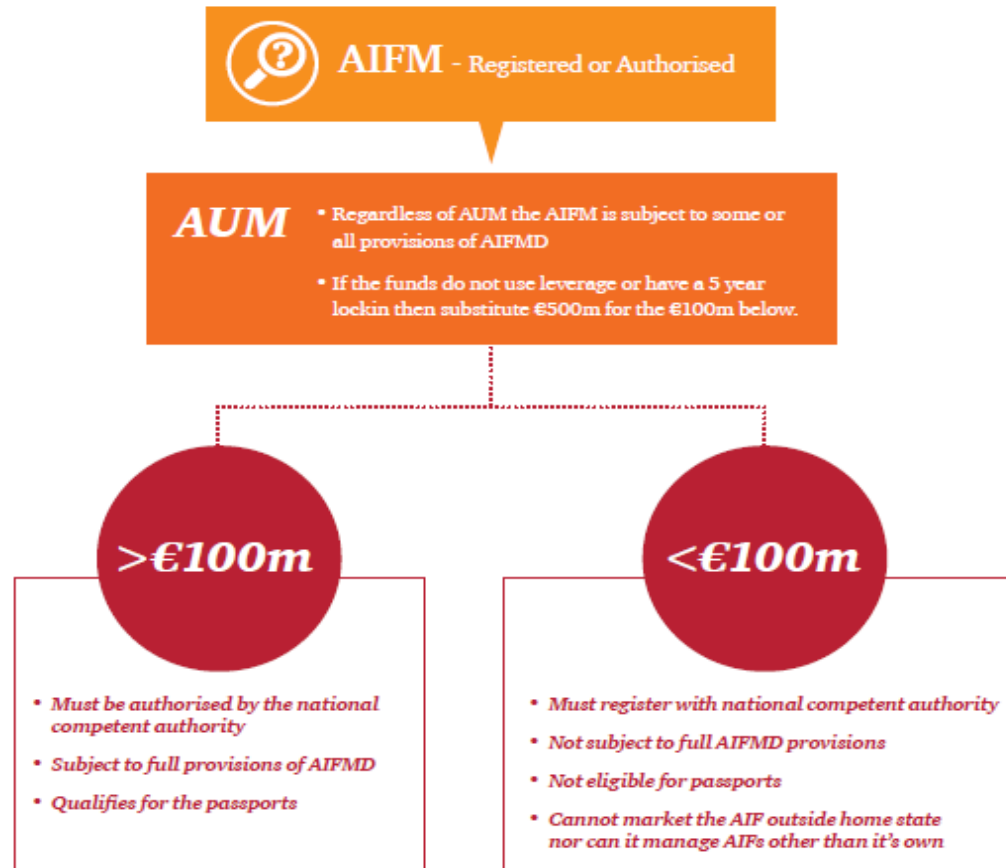 AIFM - Registered or Authorised
AUM
• Regardless of AUM the AIFM is subject to some or
all provisions of AIFMD
• If the funds do not use leverage or have a 5 year
lockin then substitute €500m for the €100m below.
>€100m
• Must be authorised by the national
competent authority
• Subject to full provisions of AIFMD
• Qualifies for the passports
<€100m
• Must register with national competent authority
• Not subject to full AIFMD provisions
• Not eligible for passports
• Cannot market the AIF outside home state
nor can it manage AIFs other than it's own